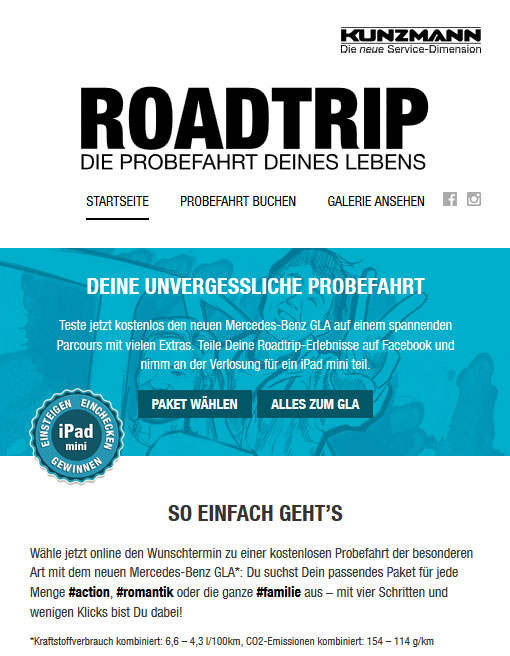 KUNZMANN
Die neue Service-Dimension
ROADTRIP
DIE PROBEFAHRT DEINES LEBENS
STARTSEITE PROBEFAHRT BUCHEN GALERIE ANSEHEN
DEINE UNVERGESSLICHE PROBEFAHRT
Teste jetzt kostenlos den neuen Mercedes-Benz GLA auf einem spannenden
Parcours mit vielen Extras. Teile Deine Roadtrip-Erlebnisse auf Facebook und
nimm an der Verlosung für ein iPad mini teil.
PAKET WÄHLEN ALLES ZUM GLA
EINSTEIGEN EINCHECKEN
iPad
mini
GEWINNEN
SO EINFACH GEHT’S
Wähle jetzt online den Wunschtermin zu einer kostenlosen Probefahrt der besonderen
Art mit dem neuen Mercedes-Benz GLA*: Du suchst Dein passendes Paket für jede
Menge #action, #romantik oder die ganze #familie aus – mit vier Schritten und
wenigen Klicks bist Du dabei!
*Kraftstoffverbrauch kombiniert: 6,6 – 4,3 l/100km, CO2-Emissionen kombiniert: 154 – 114 g/km